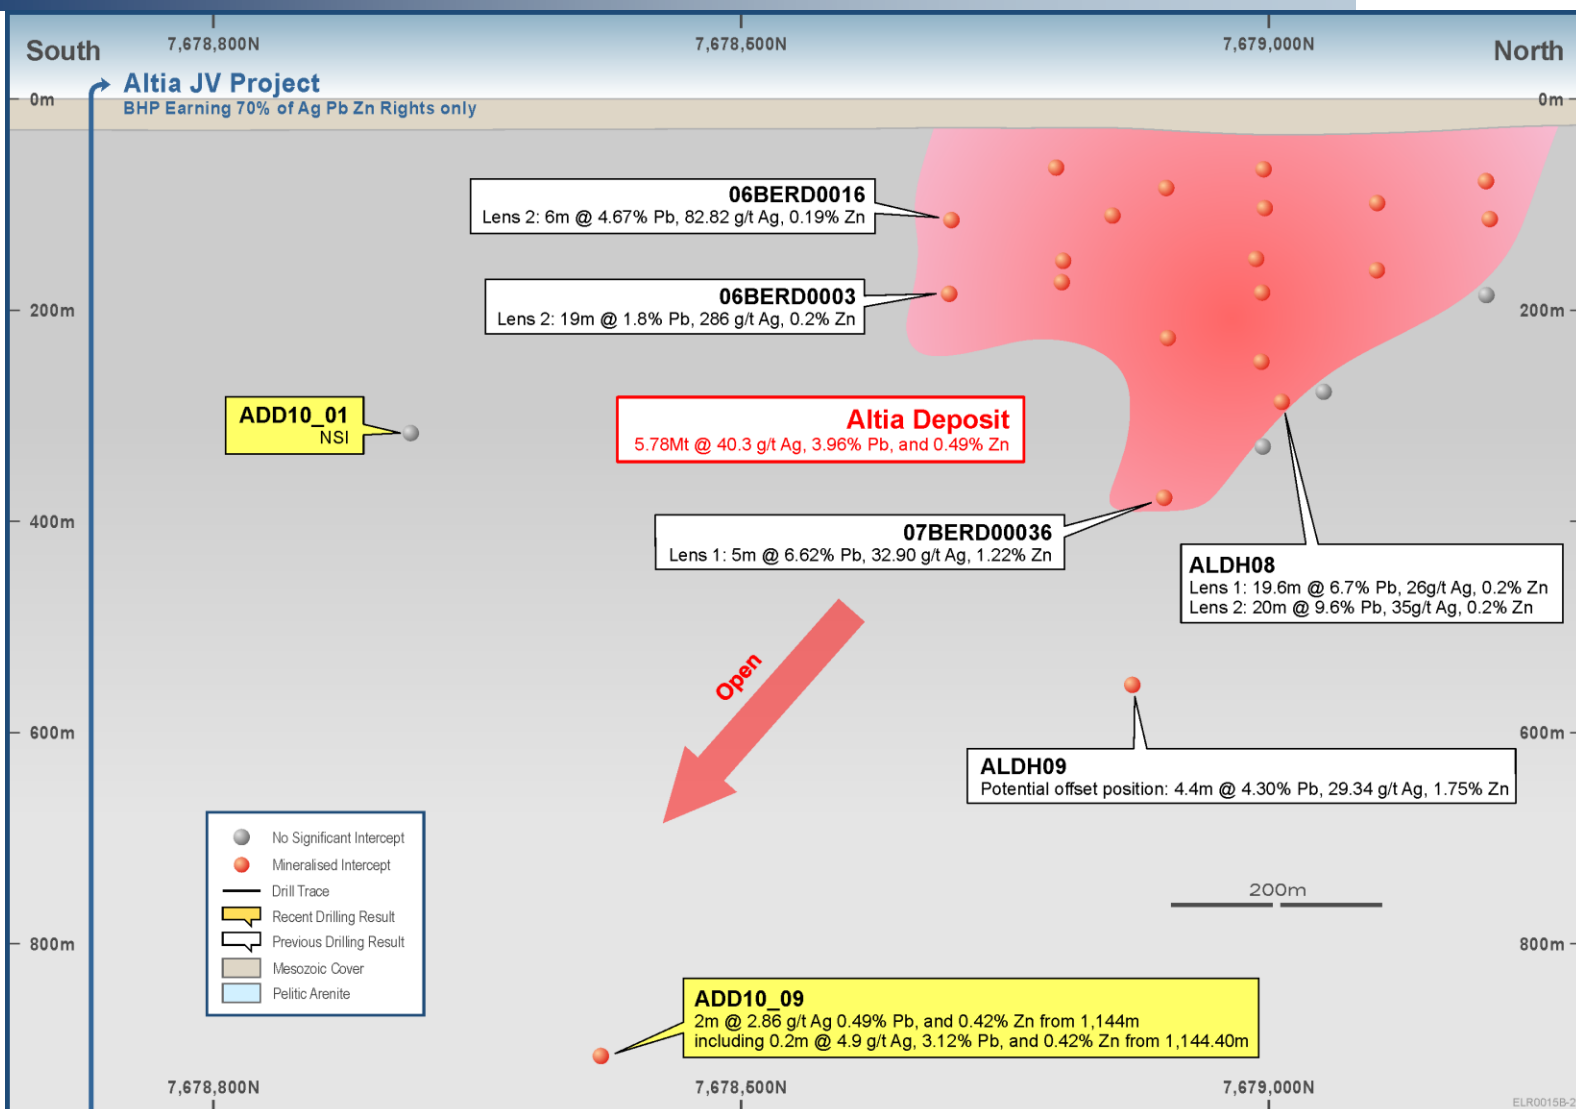 7,678,800N
7,678,500N
7,679,000N
South
North
Altia JV Project
BHP Earning 70% of Ag Pb Zn Rights only
0m
0m
06BERD0016
Lens 2: 6m @ 4.67% Pb, 82.82 g/t Ag, 0.19% Zn
06BERD0003
Lens 2: 19m @ 1.8% Pb, 286 g/t Ag, 0.2% Zn
200m
200m
ADD10_01
NSI
Altia Deposit
5.78Mt @ 40.3 g/t Ag, 3.96% Pb, and 0.49% Zn
400m
07BERD00036
Lens 1: 5m @ 6.62% Pb, 32.90 g/t Ag, 1.22% Zn
ALDH08
Lens 1: 19.6m @ 6.7% Pb, 26g/t Ag, 0.2% Zn
Lens 2: 20m @ 9.6% Pb, 35g/t Ag, 0.2% Zn
Open
600m
600m
ALDH09
Potential offset position: 4.4m @ 4.30% Pb, 29.34 g/t Ag, 1.75% Zn
No Significant Intercept
Mineralised Intercept
Drill Trace
Recent Drilling Result
Previous Drilling Result
Mesozoic Cover
Pelitic Arenite
200m
800m
800m
ADD10_09
2m @ 2.86 g/t Ag 0.49% Pb, and 0.42% Zn from 1,144m
including 0.2m @ 4.9 g/t Ag, 3.12% Pb, and 0.42% Zn from 1,144.40m
7,678,800N
7,678,500N
7,679,000N
ELR0015B-2